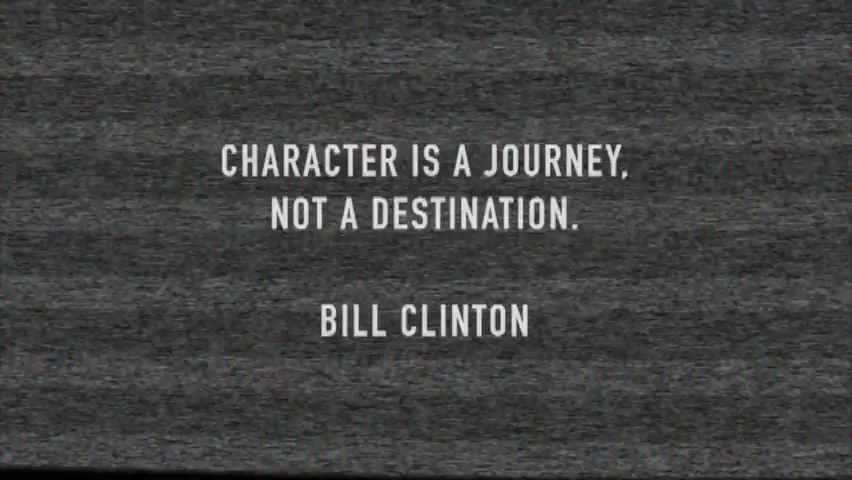 CHARACTER IS A JOURNEY,
NOT A DESTINATION.
BILL CLINTON